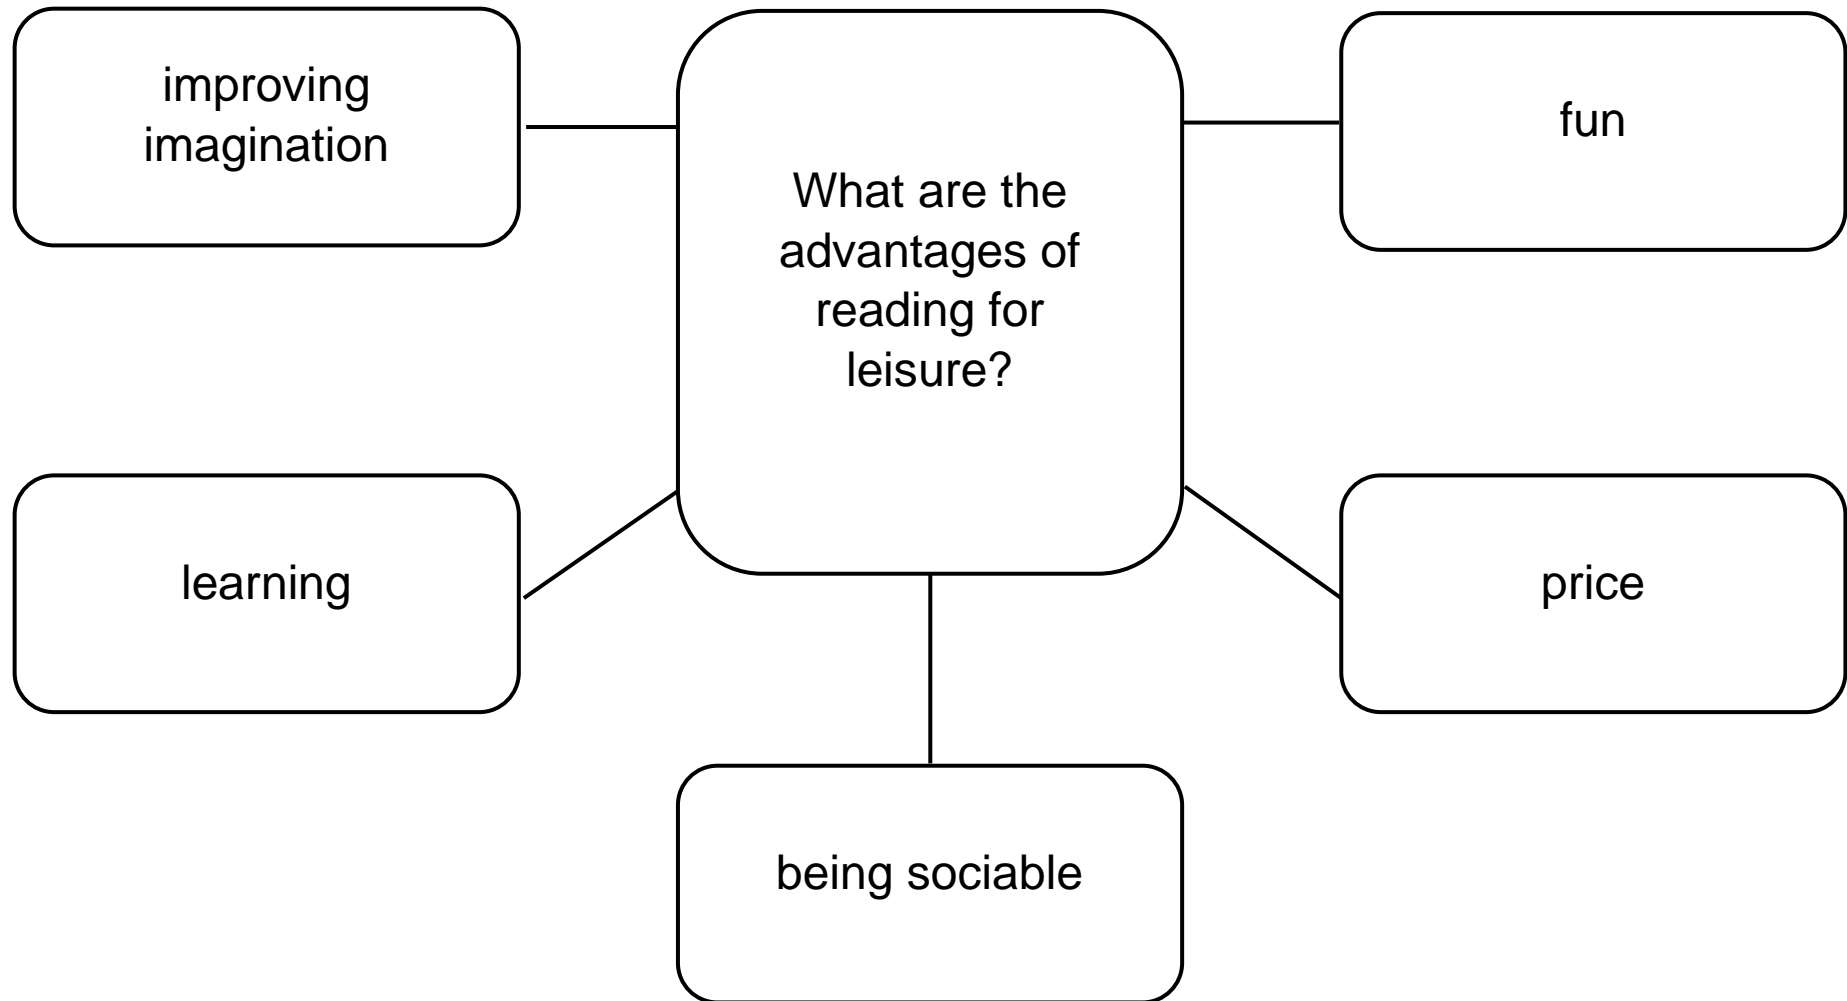 improving
imagination
What are the
advantages of
reading for
leisure?
fun
learning
price
being sociable